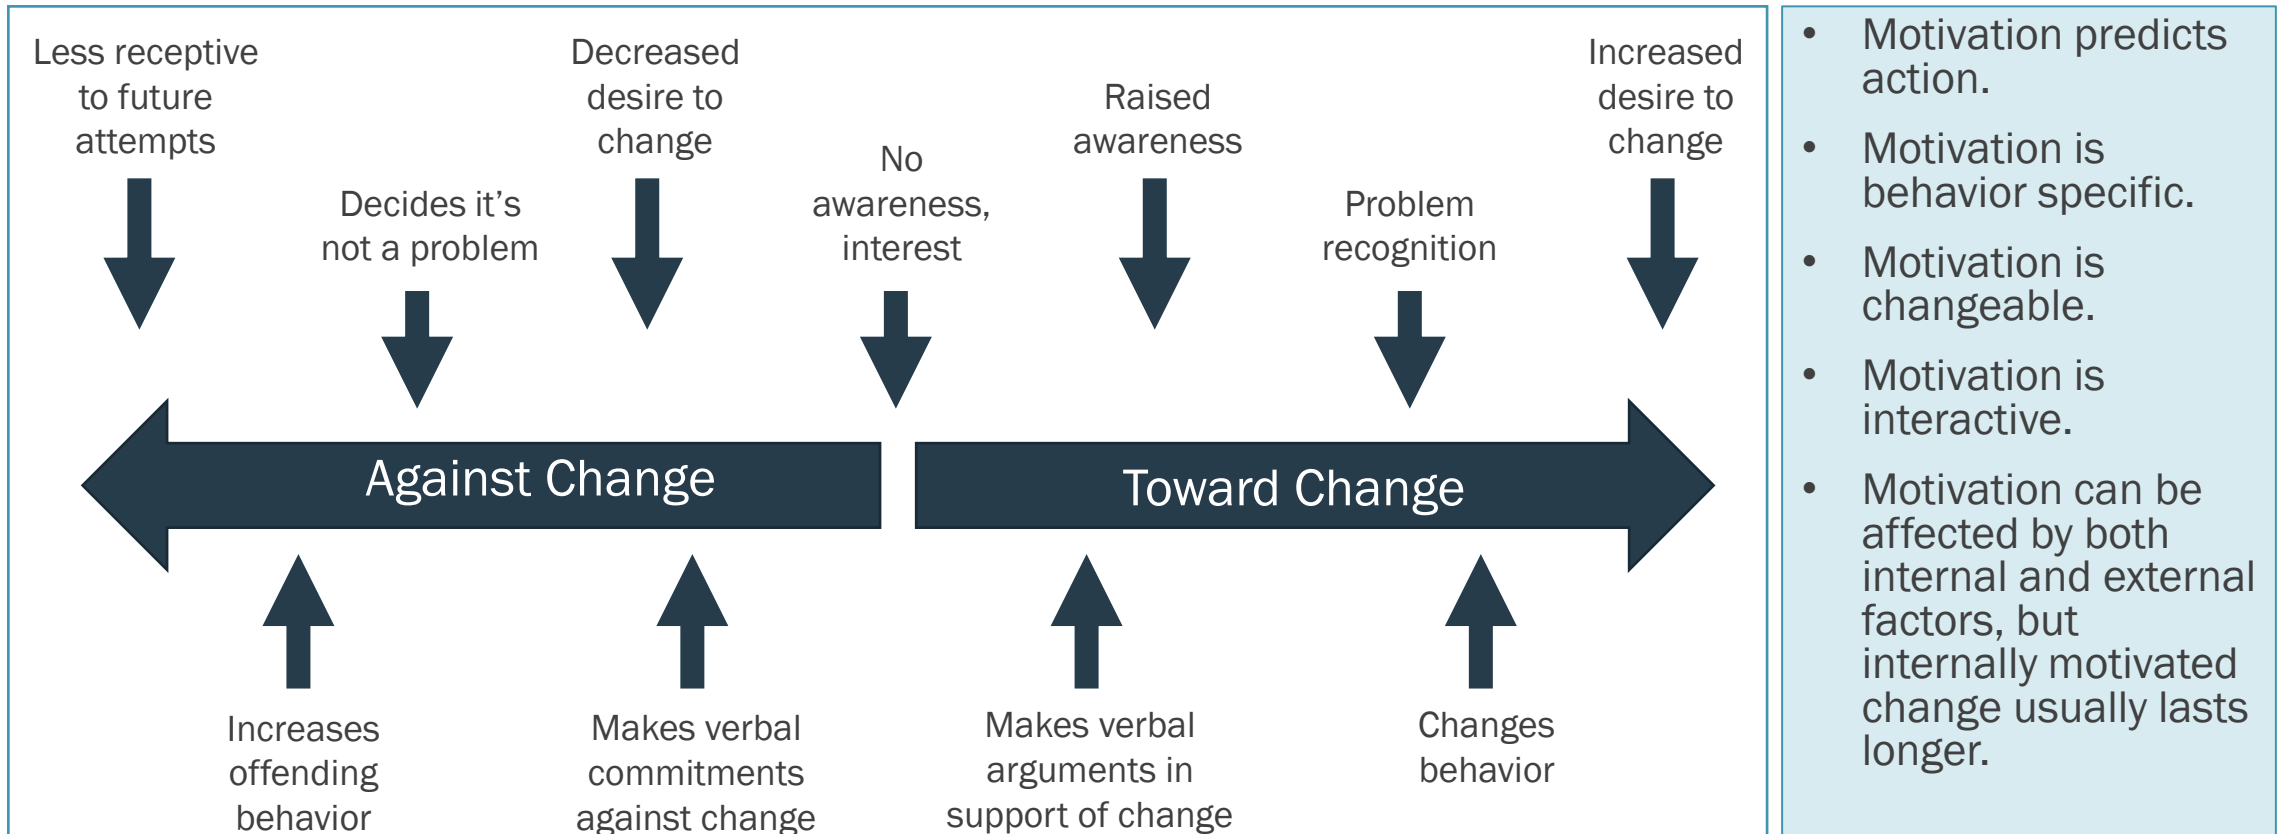 Less receptive
to future
attempts
Decides it’s
not a problem
Decreased
desire to
change
No
awareness,
interest
Raised
awareness
Problem
recognition
Increased
desire to
change
Against Change
Toward Change
Increases
offending
behavior
Makes verbal
commitments
against change
Makes verbal
arguments in
support of change
Changes
behavior
• Motivation predicts
action.
• Motivation is
behavior specific.
• Motivation is
changeable.
• Motivation is
interactive.
• Motivation can be
affected by both
internal and external
factors, but
internally motivated
change usually lasts
longer.